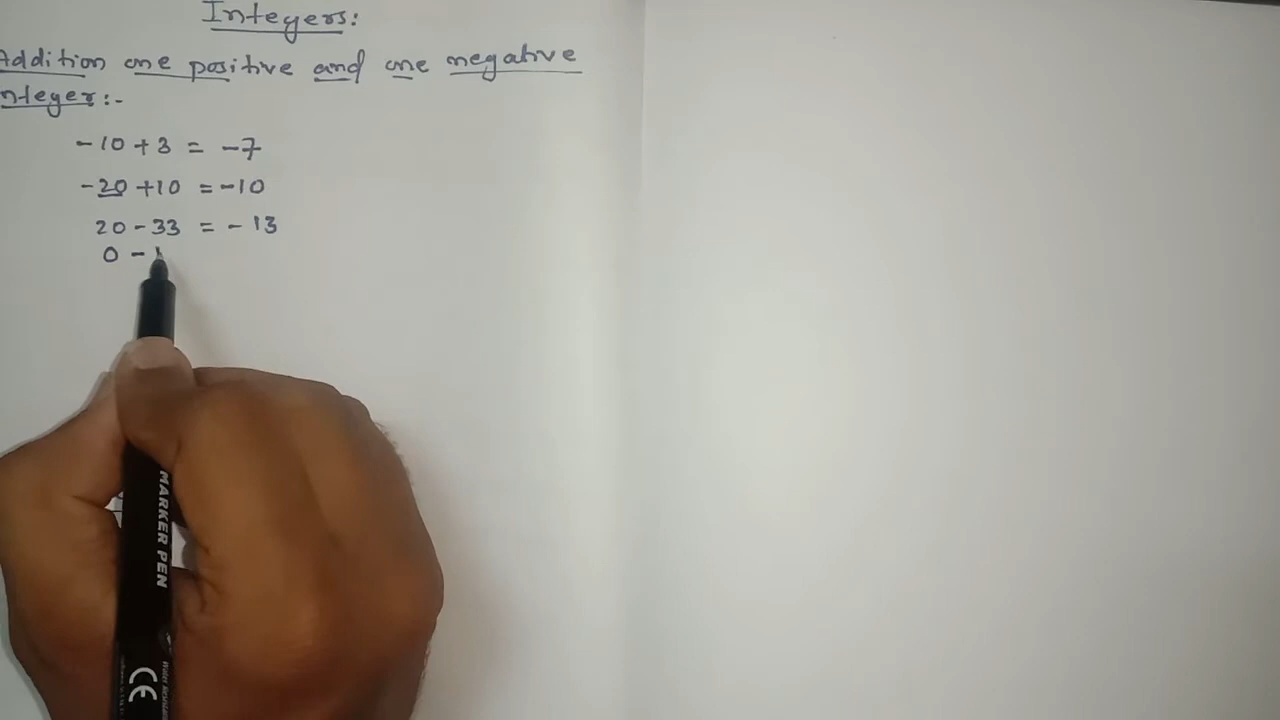 Integers:
Addition one positive and one negative
nteger:-
-10 + 3 = -7
-20 +10 = -10
20 - 33 = - 13
0 -
MARKER PEN
CE